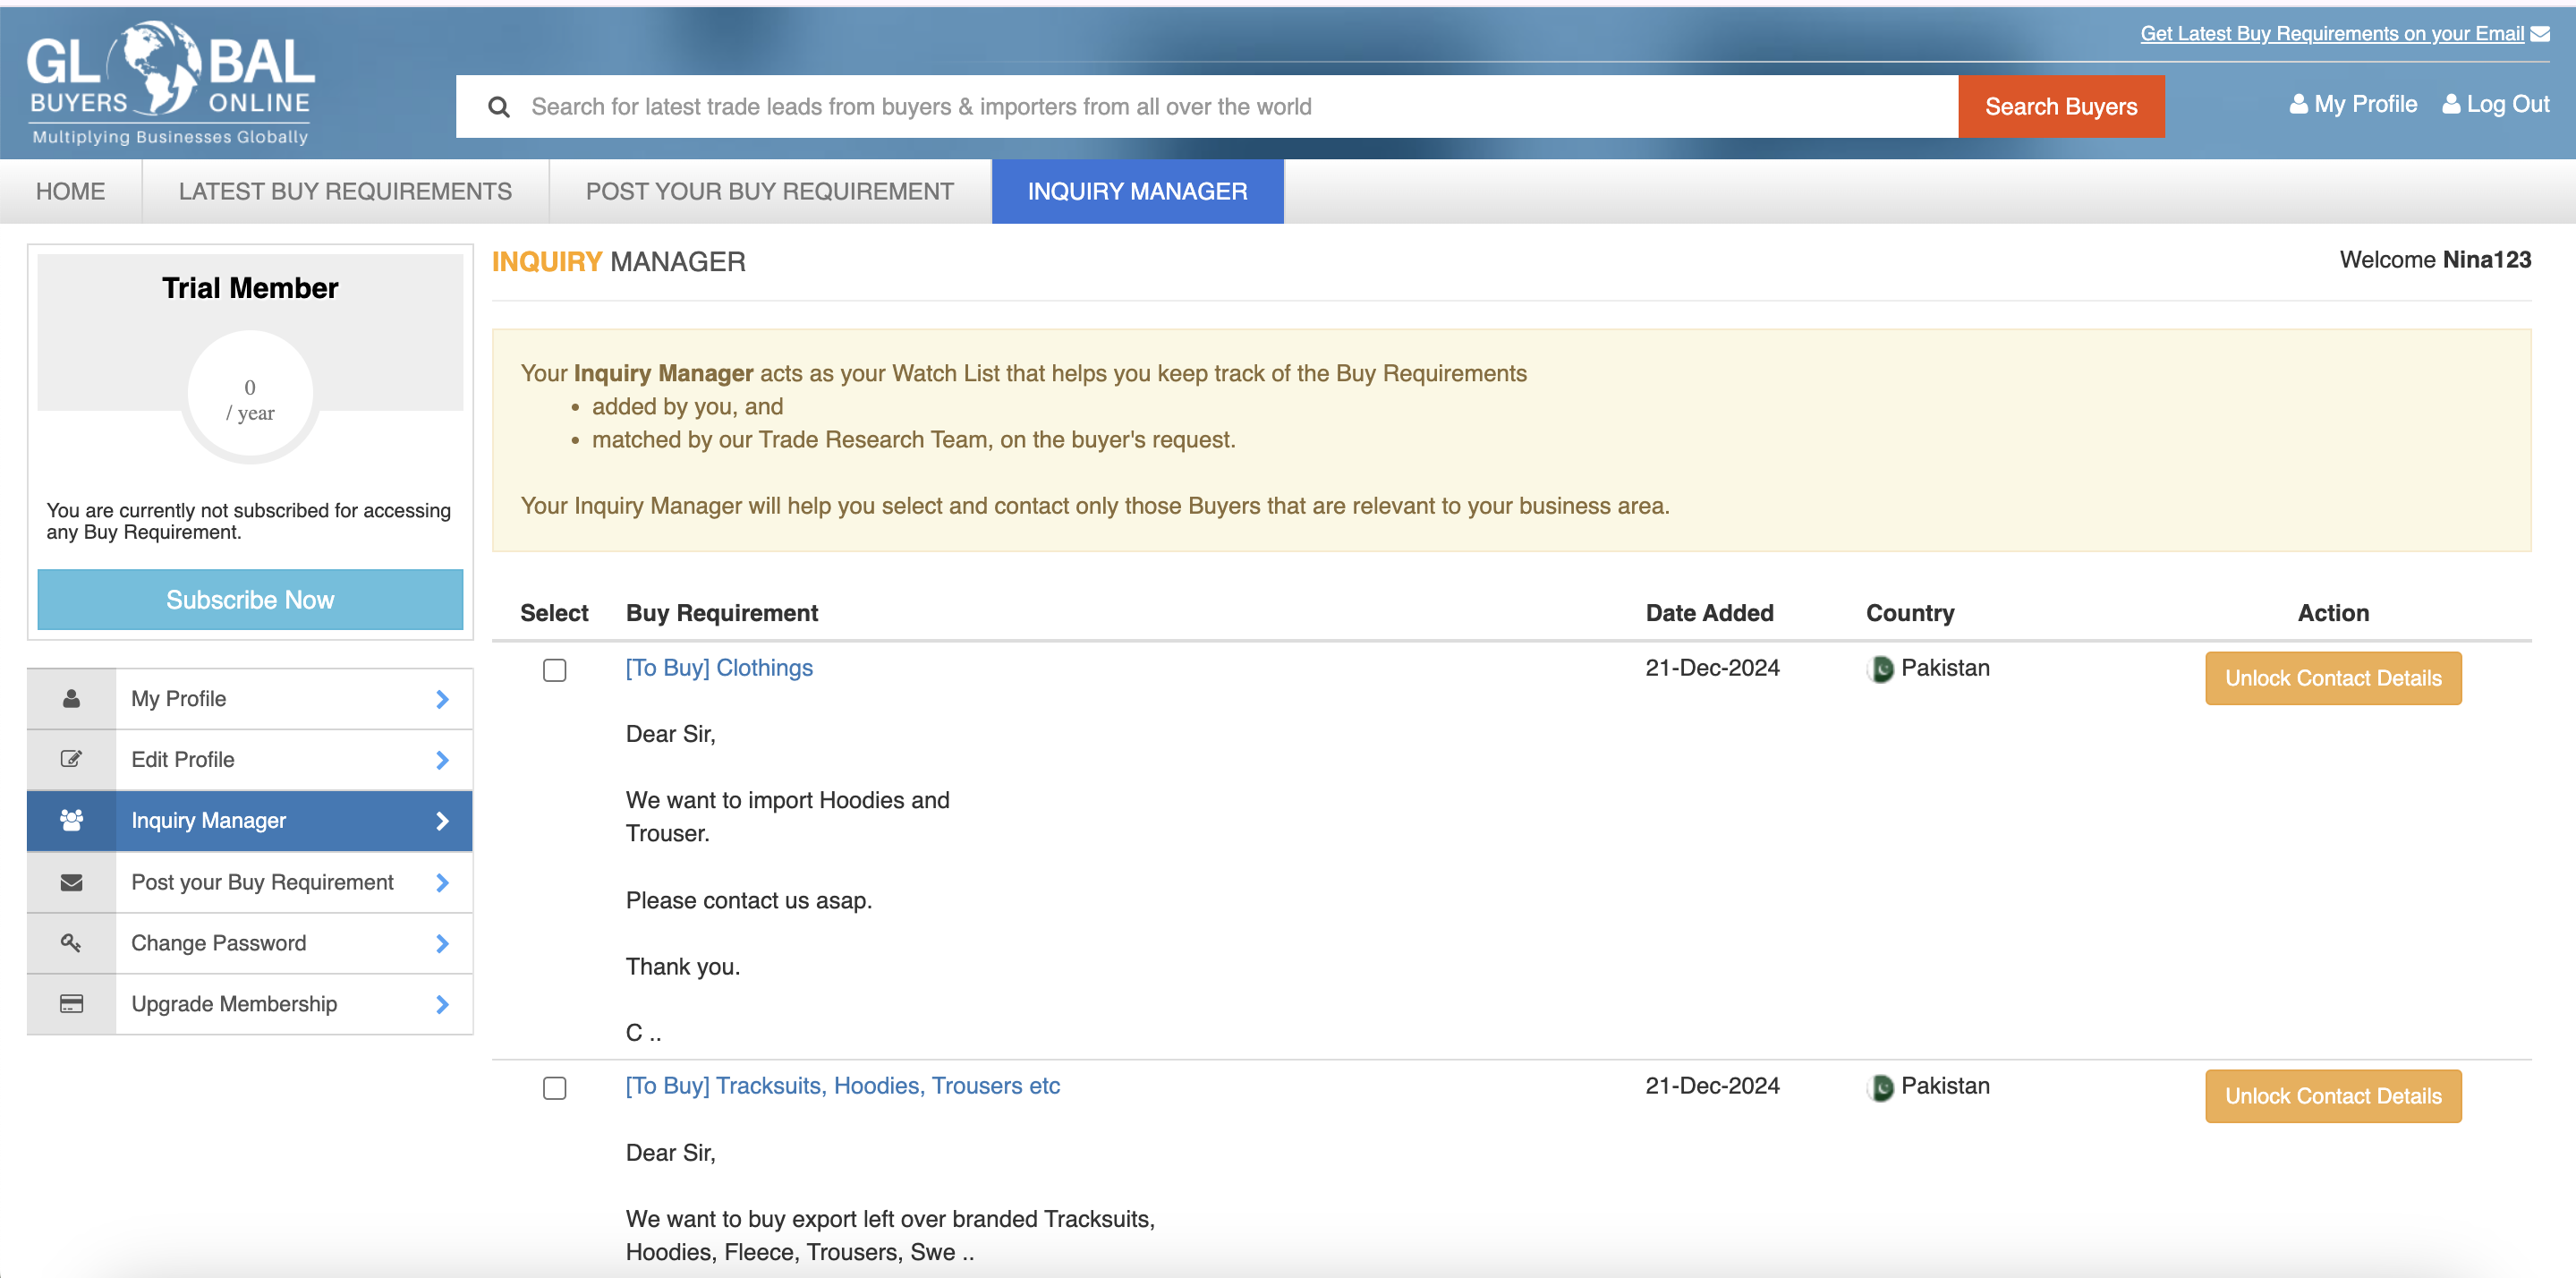 Get Latest Buy Requirements on your Email
GLOBAL
BUYERS ONLINE
Multiplying Businesses Globally
Search for latest trade leads from buyers & importers from all over the world
Search Buyers
My Profile
Log Out
HOME
LATEST BUY REQUIREMENTS
POST YOUR BUY REQUIREMENT
INQUIRY MANAGER
Trial Member
0
/ year
You are currently not subscribed for accessing
any Buy Requirement.
Subscribe Now
My Profile
Edit Profile
Inquiry Manager
Post your Buy Requirement
Change Password
Upgrade Membership
INQUIRY MANAGER
Welcome Nina123
Your Inquiry Manager acts as your Watch List that helps you keep track of the Buy Requirements
• added by you, and
• matched by our Trade Research Team, on the buyer's request.
Your Inquiry Manager will help you select and contact only those Buyers that are relevant to your business area.
Select Buy Requirement Date Added Country Action
[To Buy] Clothings 21-Dec-2024 Pakistan Unlock Contact Details
Dear Sir,
We want to import Hoodies and
Trouser.
Please contact us asap.
Thank you.
C ..
[To Buy] Tracksuits, Hoodies, Trousers etc 21-Dec-2024 Pakistan Unlock Contact Details
Dear Sir,
We want to buy export left over branded Tracksuits,
Hoodies, Fleece, Trousers, Swe ..